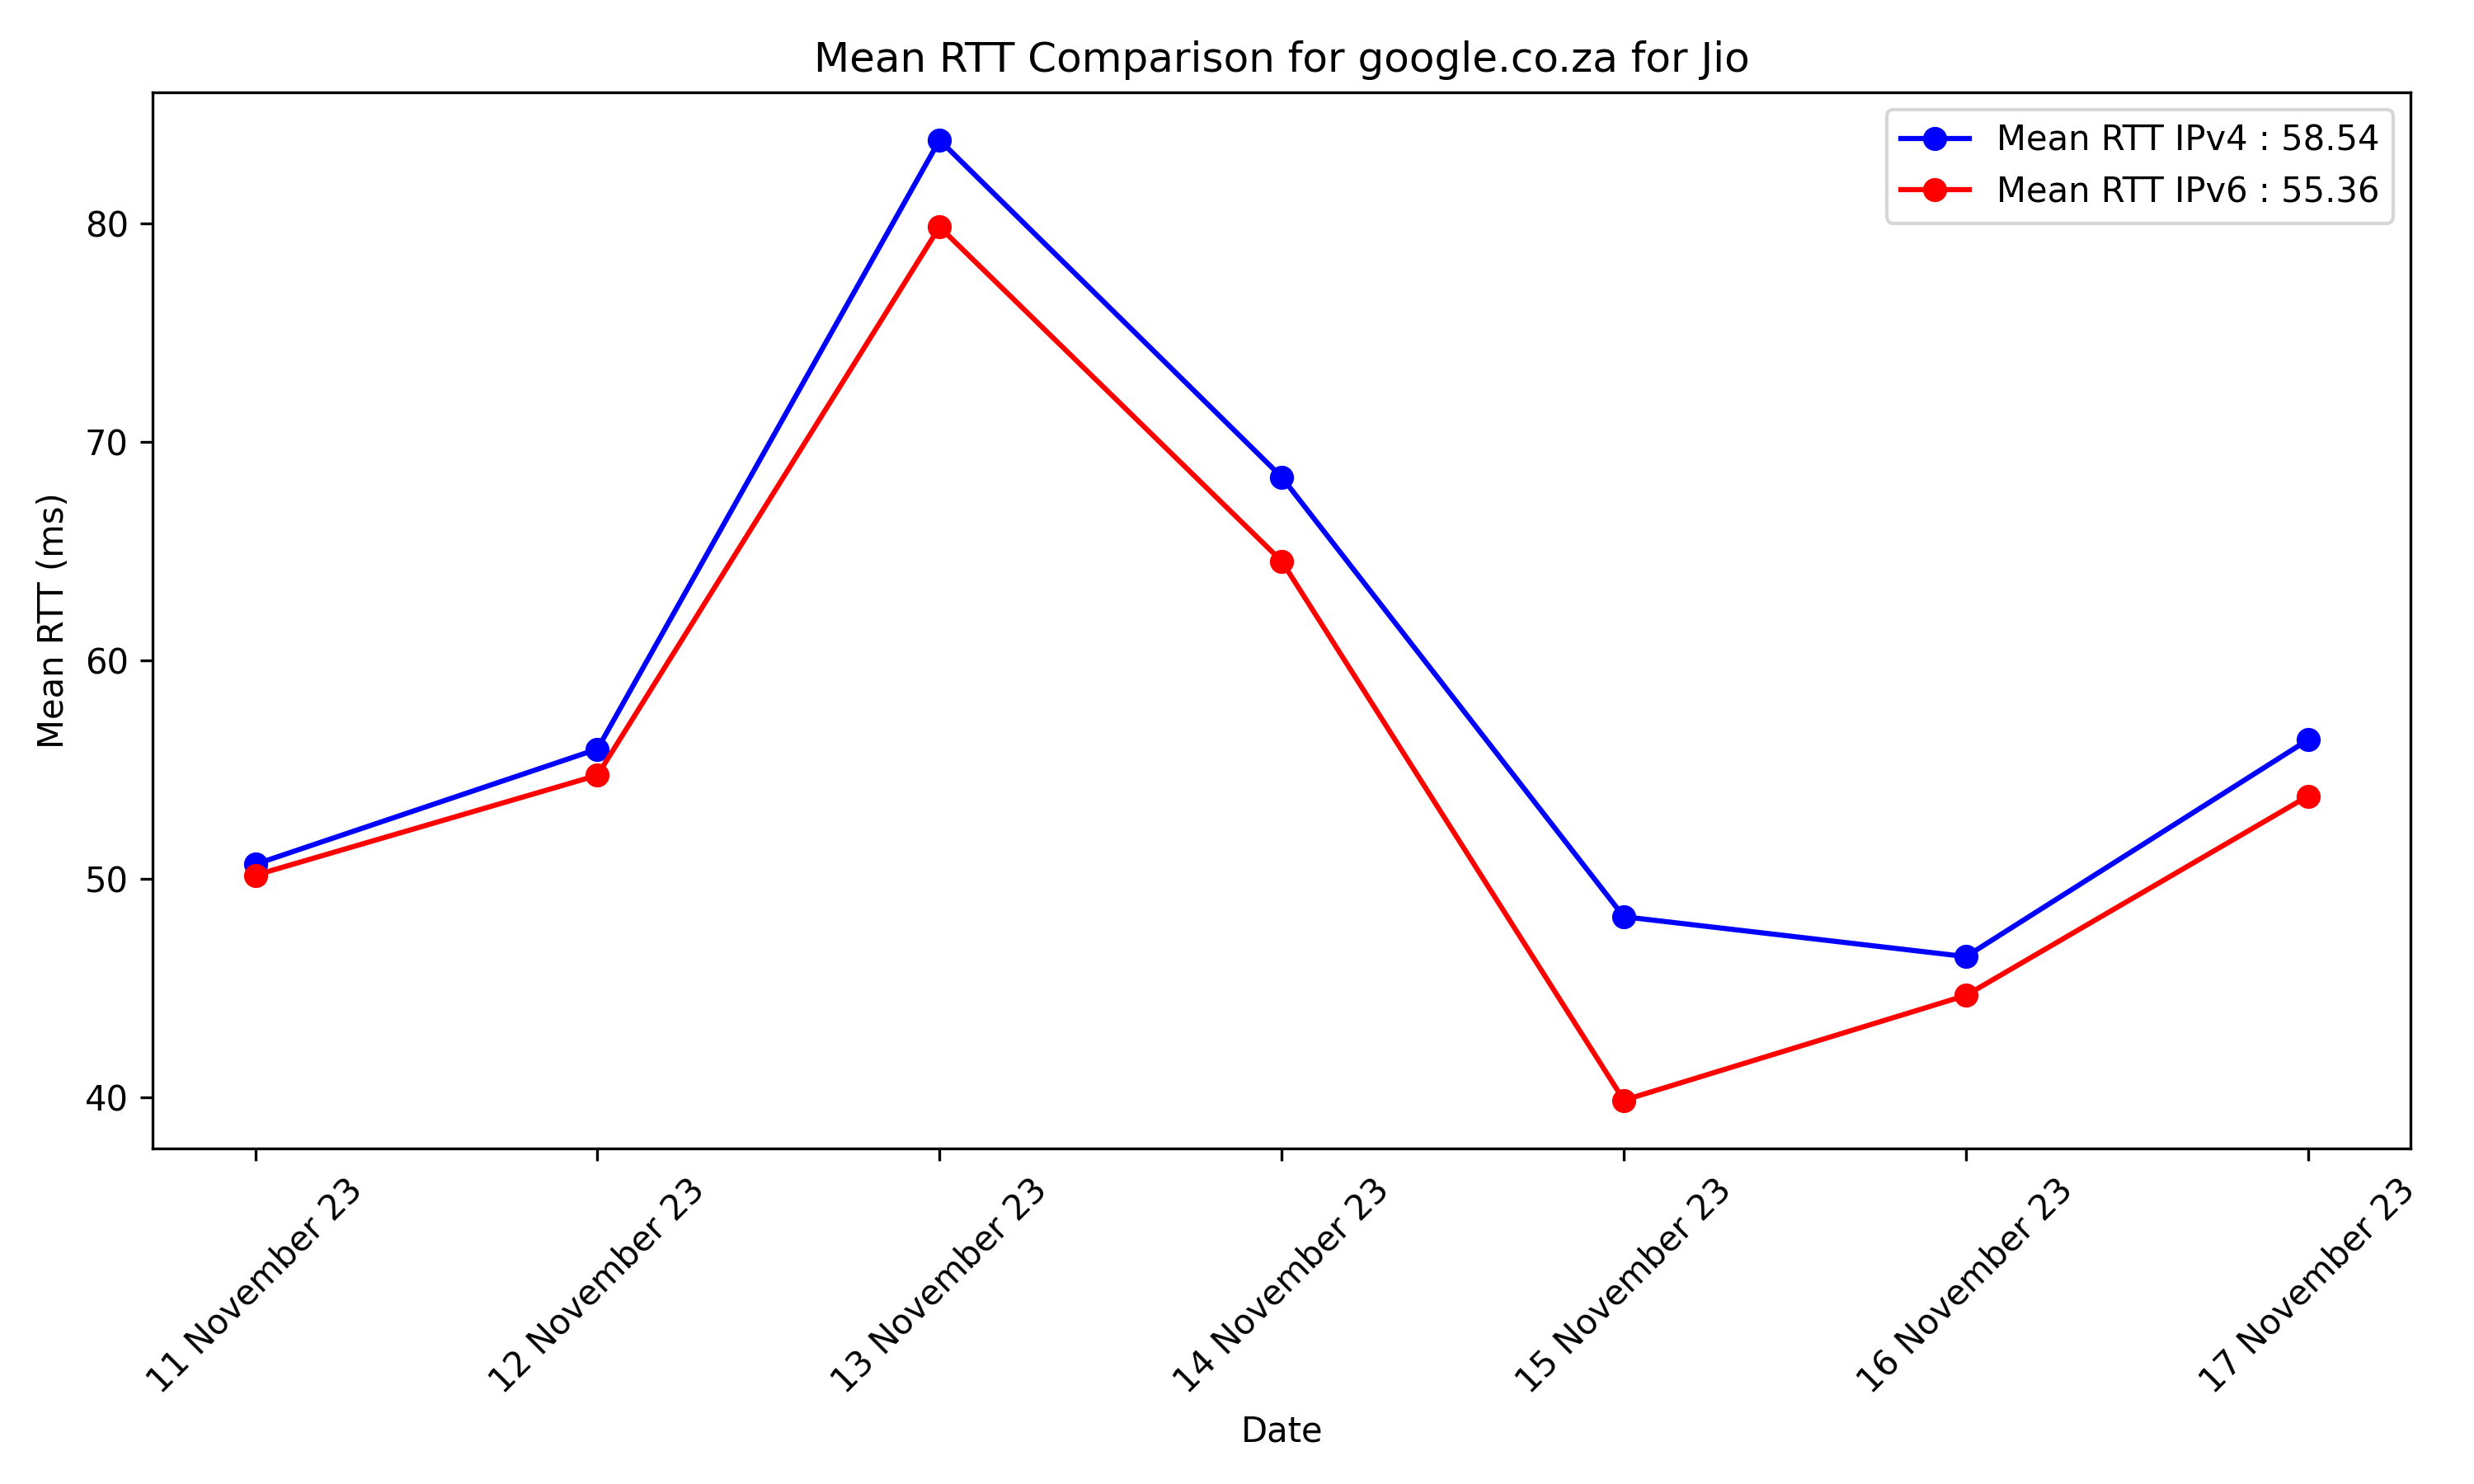 Mean RTT Comparison for google.co.za for Jio
Mean RTT IPv4 : 58.54
Mean RTT IPv6 : 55.36
Mean RTT (ms)
80
70
60
50
40
11 November 23
12 November 23
13 November 23
14 November 23
15 November 23
16 November 23
17 November 23
Date